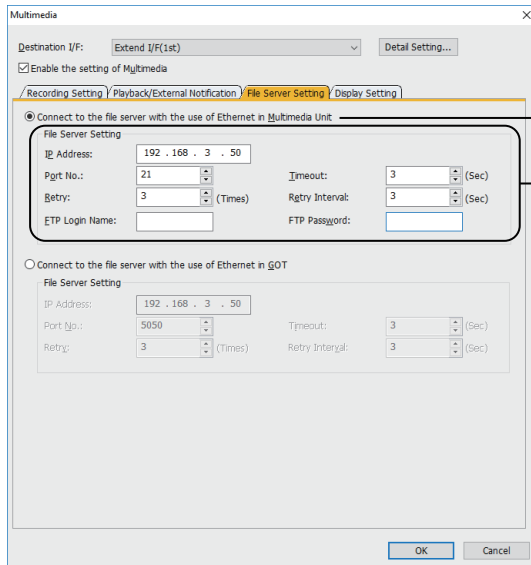 Multimedia
Destination I/F: Extend I/F(1st) Detail Setting...
Enable the setting of Multimedia
Recording Setting Playback/External Notification File Server Setting Display Setting
Connect to the file server with the use of Ethernet in Multimedia Unit
File Server Setting
IP Address: 192 . 168 . 3 . 50
Port No.: 21 Timeout: 3 (Sec)
Retry: 3 (Times) Retry Interval: 3 (Sec)
FTP Login Name: FTP Password:
Connect to the file server with the use of Ethernet in GOT
File Server Setting
IP Address: 192 . 168 . 3 . 50
Port No.: 5050 Timeout: 3 (Sec)
Retry: 3 (Times) Retry Interval: 3 (Sec)
OK Cancel